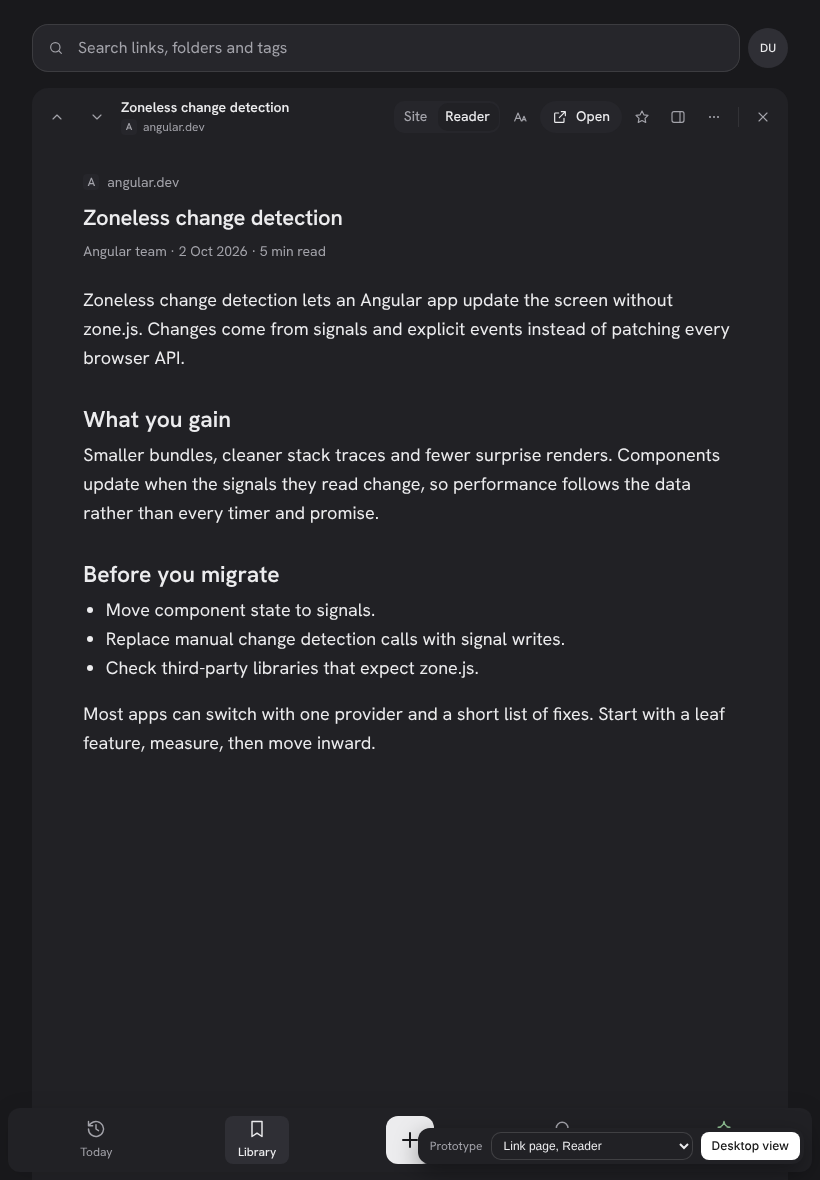 Search links, folders and tags
DU
Zoneless change detection
A angular.dev
Site Reader AA Open
A angular.dev
Zoneless change detection
Angular team · 2 Oct 2026 · 5 min read
Zoneless change detection lets an Angular app update the screen without
zone.js. Changes come from signals and explicit events instead of patching every
browser API.
What you gain
Smaller bundles, cleaner stack traces and fewer surprise renders. Components
update when the signals they read change, so performance follows the data
rather than every timer and promise.
Before you migrate
• Move component state to signals.
• Replace manual change detection calls with signal writes.
• Check third-party libraries that expect zone.js.
Most apps can switch with one provider and a short list of fixes. Start with a leaf
feature, measure, then move inward.
Today
Library
Prototype Link page, Reader Desktop view